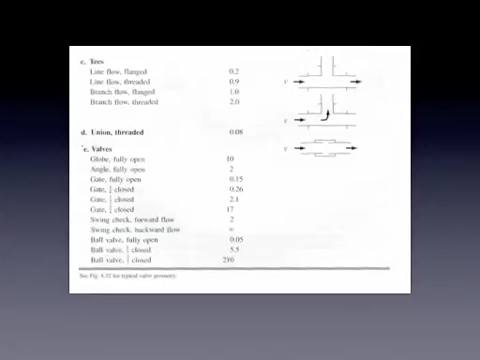 c. Tees
Line flow, flanged 0.2
Line flow, threaded 0.9
Branch flow, flanged 1.0
Branch flow, threaded 2.0
d. Union, threaded 0.08
*e. Valves
Globe, fully open 10
Angle, fully open 2
Gate, fully open 0.15
Gate, closed 0.26
Gate, closed 2.1
Gate, closed 17
Swing check, forward flow 2
Swing check, backward flow ∞
Ball valve, fully open 0.05
Ball valve, closed 5.5
Ball valve, closed 210
See Fig. for typical valve geometry.
V
V
V